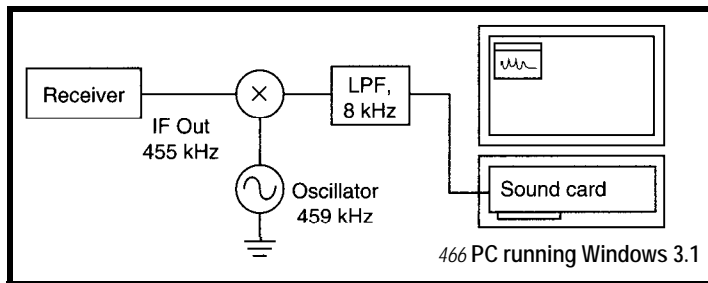 Receiver
IF Out
455 kHz
×
LPF,
8 kHz
Oscillator
459 kHz
Sound card
466 PC running Windows 3.1